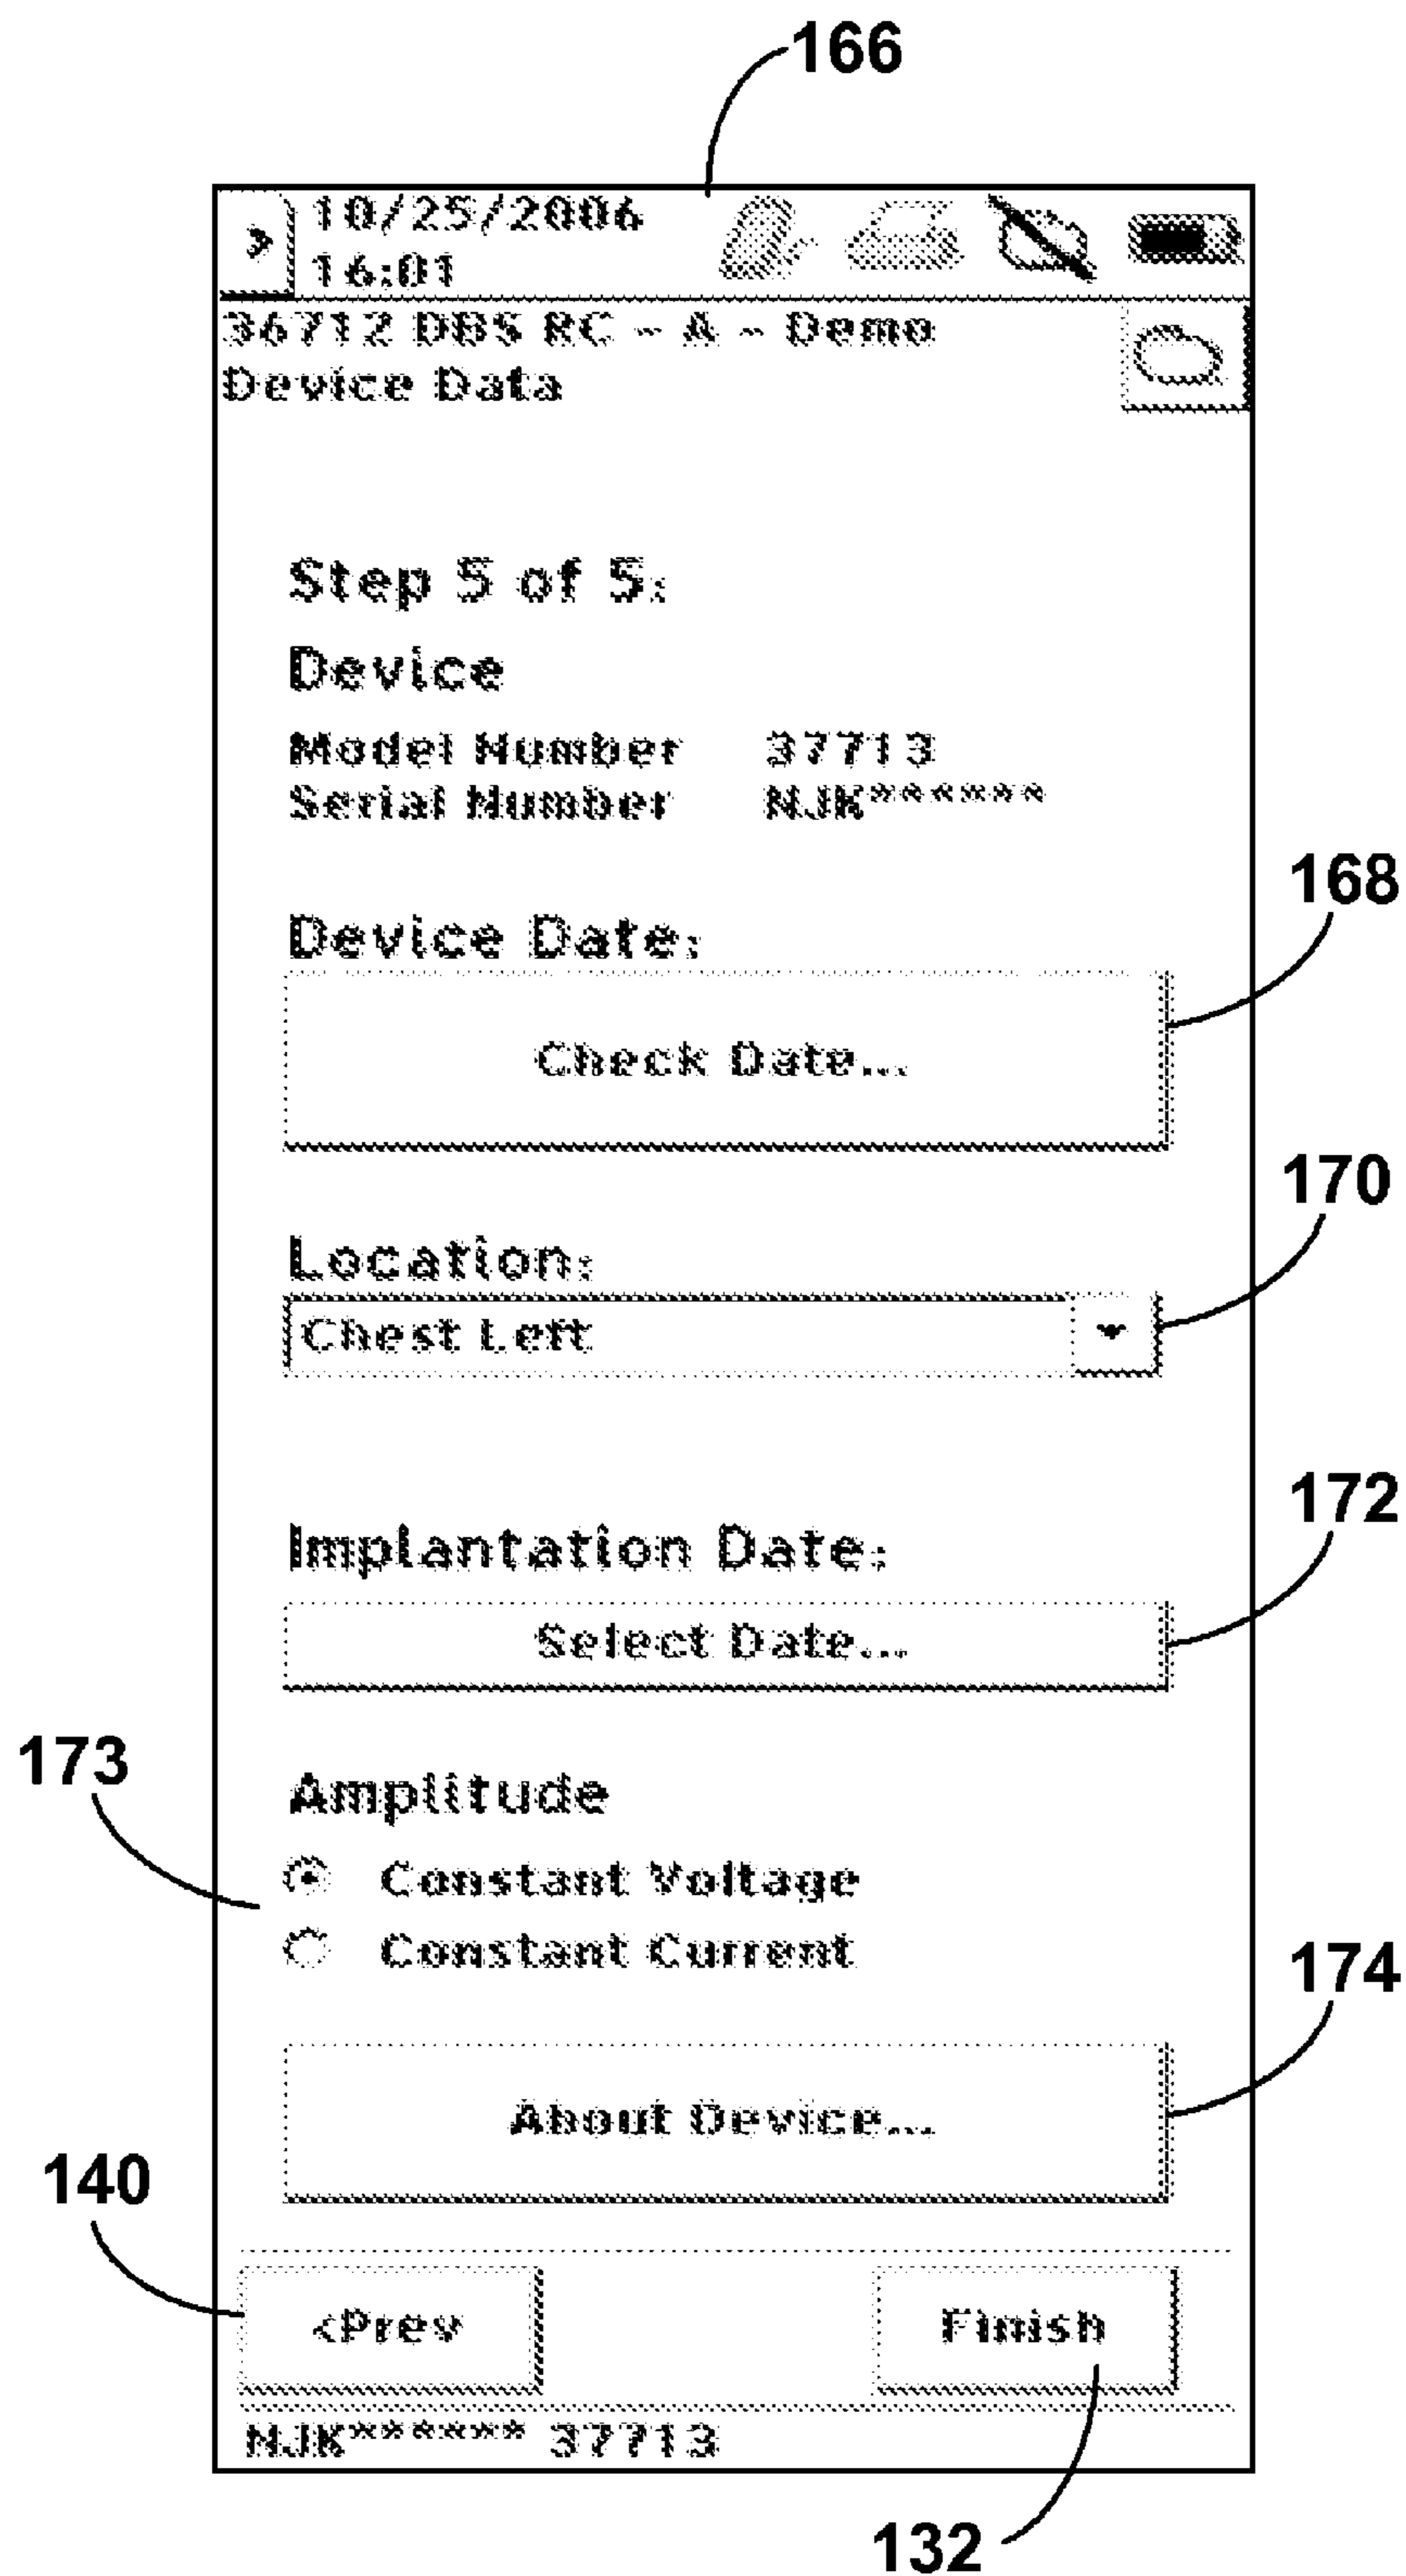 166
10/25/2006
16:01
36712 DBS RC - A - Demo
Device Data
Step 5 of 5:
Device
Model Number 37713
Serial Number NJK******
168
Device Date:
Check Date...
170
Location:
Chest Left
172
Implantation Date:
Select Date...
173
Amplitude
Constant Voltage
Constant Current
174
About Device...
140
<Prev
Finish
NJK****** 37713
132